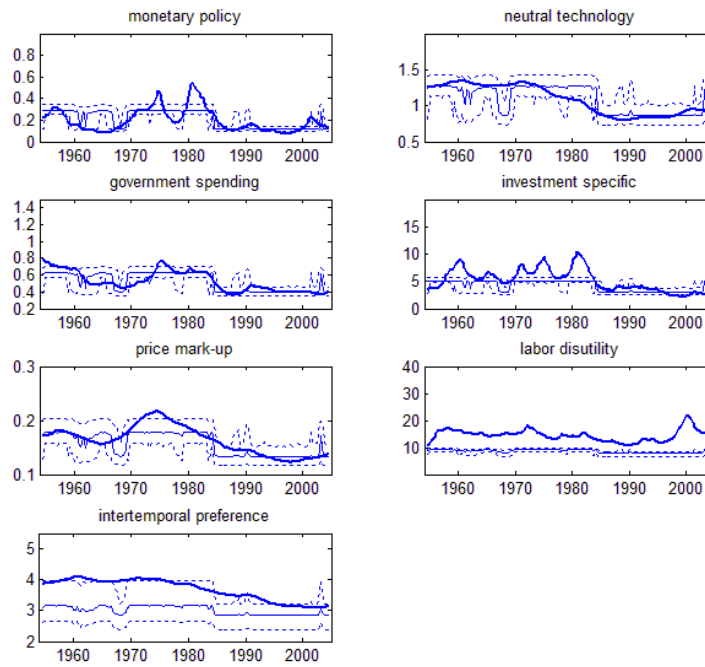 monetary policy
0.8
0.6
0.4
0.2
0
1960 1970 1980 1990 2000
neutral technology
1.5
1
0.5
1960 1970 1980 1990 2000
government spending
1.4
1.2
1
0.8
0.6
0.4
0.2
1960 1970 1980 1990 2000
investment specific
15
10
5
0
1960 1970 1980 1990 2000
price mark-up
0.3
0.2
0.1
1960 1970 1980 1990 2000
labor disutility
40
30
20
10
1960 1970 1980 1990 2000
intertemporal preference
5
4
3
2
1960 1970 1980 1990 2000